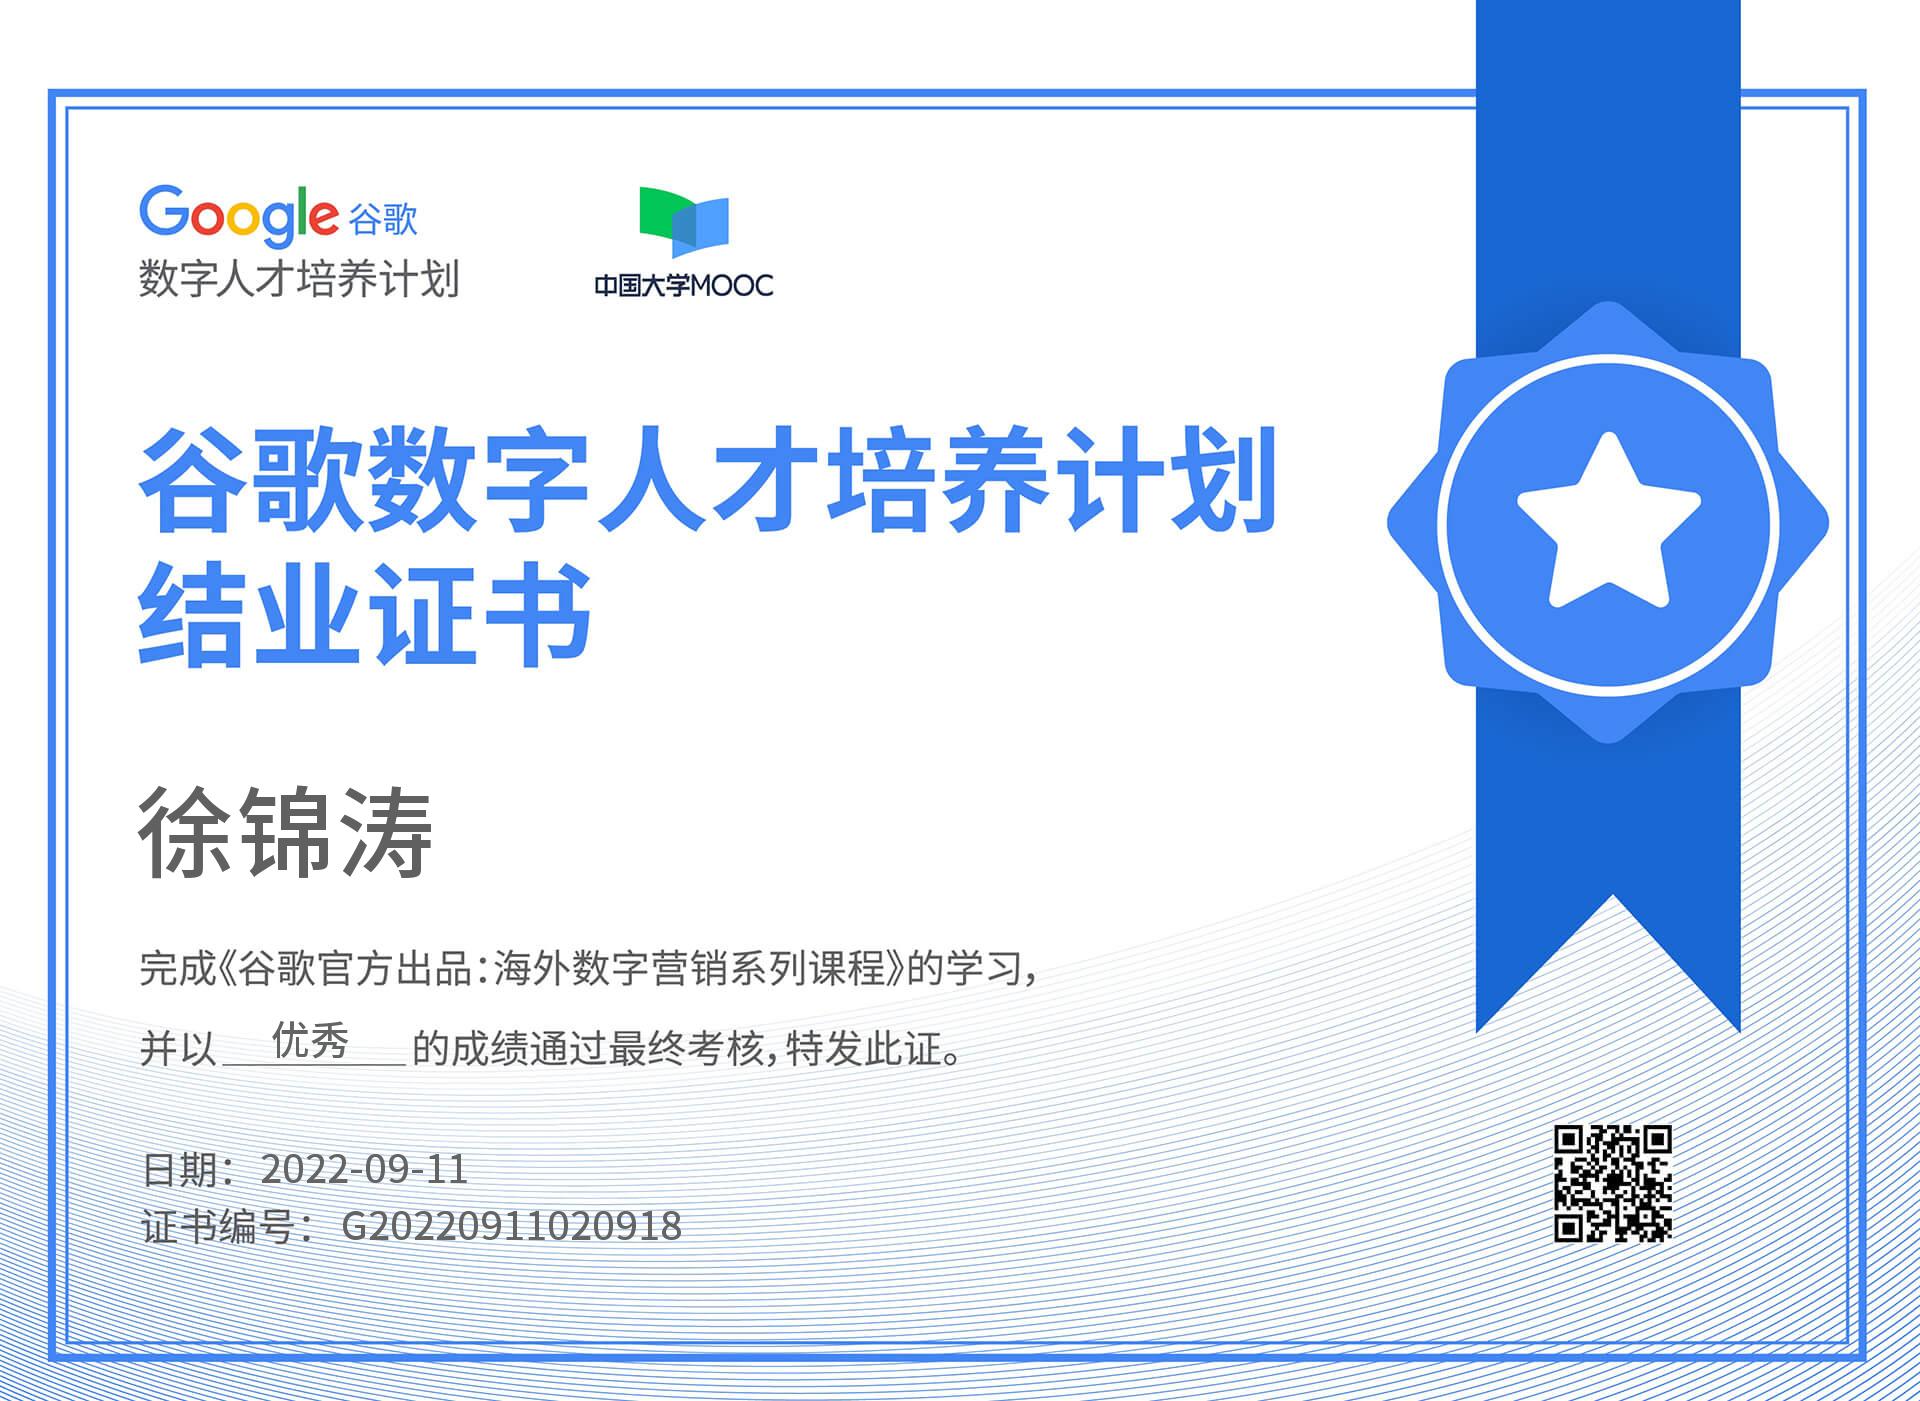 Google 谷歌
数字人才培养计划
中国大学MOOC
谷歌数字人才培养计划
结业证书
徐锦涛
完成《谷歌官方出品：海外数字营销系列课程》的学习，
并以 优秀 的成绩通过最终考核，特发此证。
日期：2022-09-11
证书编号：G20220911020918